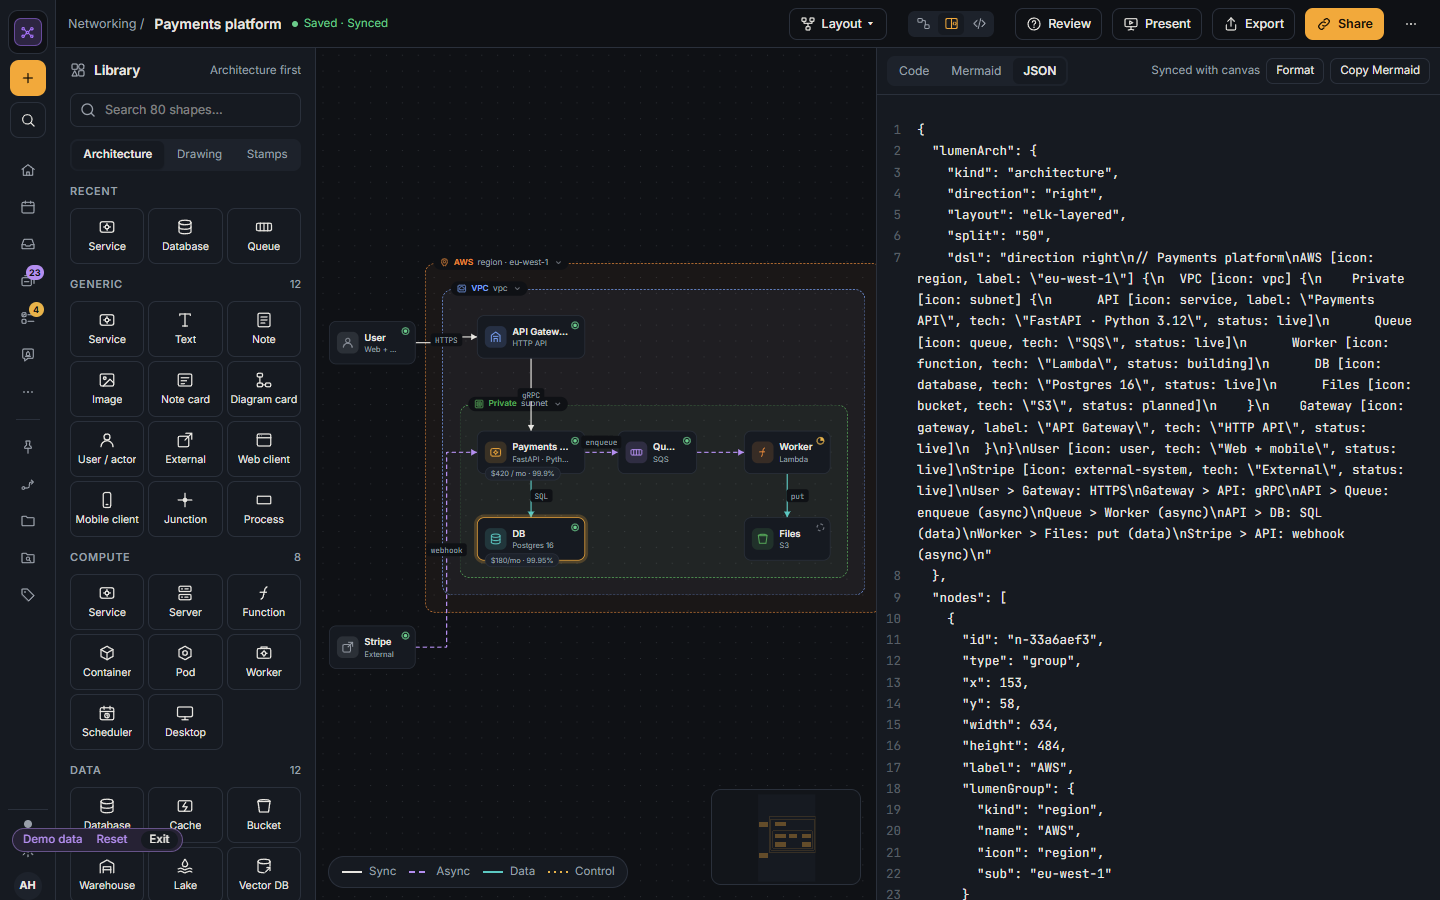 Networking / Payments platform Saved · Synced
Layout
Review
Present
Export
Share
Library
Architecture first
Search 80 shapes...
Architecture Drawing Stamps
RECENT
Service Database Queue
GENERIC 12
Service Text Note
Image Note card Diagram card
User / actor External Web client
Mobile client Junction Process
COMPUTE 8
Service Server Function
Container Pod Worker
Scheduler Desktop
DATA 12
Database Cache Bucket
Warehouse Lake Vector DB
23
4
Demo data Reset Exit
AH
AWS region · eu-west-1
VPC vpc
User
Web + ...
HTTPS
API Gatew...
HTTP API
gRPC
Private subnet
Payments ...
FastAPI · Pyth...
$420 / mo · 99.9%
enqueue
Qu...
SQS
Worker
Lambda
SQL
put
DB
Postgres 16
$180/mo · 99.95%
Files
S3
webhook
Stripe
External
Sync Async Data Control
Code Mermaid JSON
Synced with canvas
Format
Copy Mermaid
1 {
2 "lumenArch": {
3 "kind": "architecture",
4 "direction": "right",
5 "layout": "elk-layered",
6 "split": "50",
7 "dsl": "direction right\n// Payments platform\nAWS [icon:
region, label: \"eu-west-1\"] {\n  VPC [icon: vpc] {\n    Private
[icon: subnet] {\n      API [icon: service, label: \"Payments
API\", tech: \"FastAPI · Python 3.12\", status: live]\n      Queue
[icon: queue, tech: \"SQS\", status: live]\n      Worker [icon:
function, tech: \"Lambda\", status: building]\n      DB [icon:
database, tech: \"Postgres 16\", status: live]\n      Files [icon:
bucket, tech: \"S3\", status: planned]\n    }\n    Gateway [icon:
gateway, label: \"API Gateway\", tech: \"HTTP API\", status:
live]\n  }\n}\nUser [icon: user, tech: \"Web + mobile\", status:
live]\nStripe [icon: external-system, tech: \"External\", status:
live]\nUser > Gateway: HTTPS\nGateway > API: gRPC\nAPI > Queue:
enqueue (async)\nQueue > Worker (async)\nAPI > DB: SQL
(data)\nWorker > Files: put (data)\nStripe > API: webhook
(async)\n"
8 },
9 "nodes": [
10 {
11 "id": "n-33a6aef3",
12 "type": "group",
13 "x": 153,
14 "y": 58,
15 "width": 634,
16 "height": 484,
17 "label": "AWS",
18 "lumenGroup": {
19 "kind": "region",
20 "name": "AWS",
21 "icon": "region",
22 "sub": "eu-west-1"
23 }